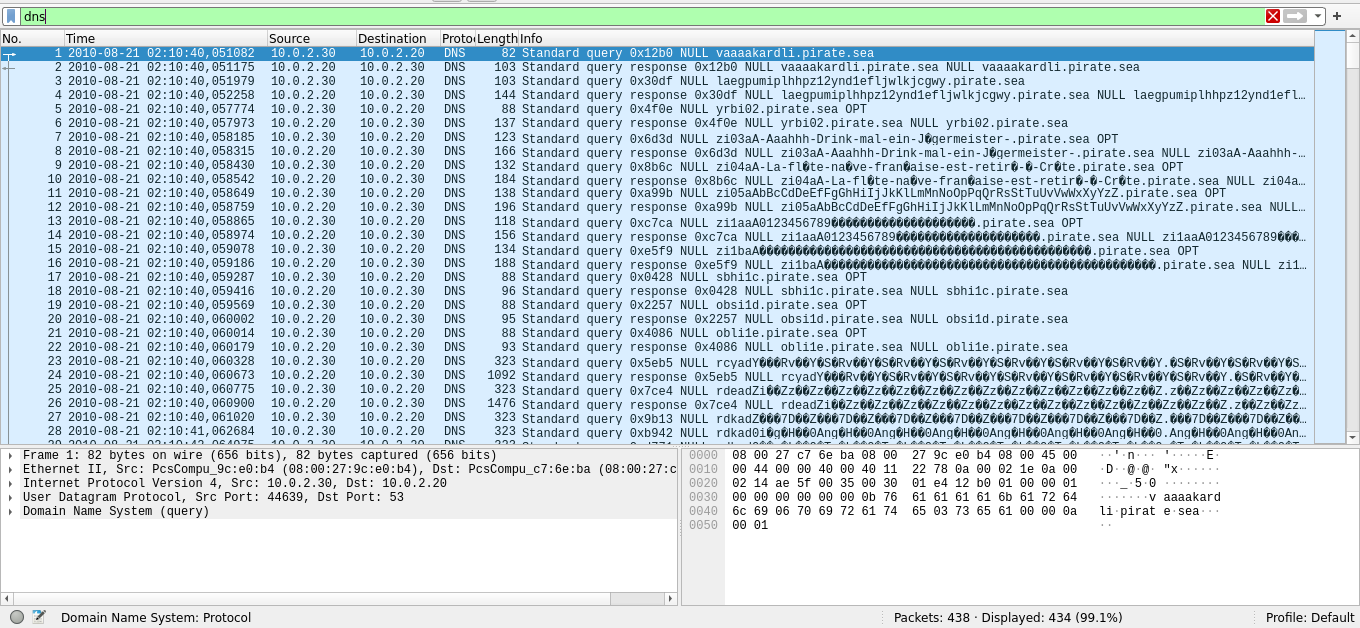 dns
No. Time Source Destination Proto Length Info
1 2010-08-21 02:10:40,051082 10.0.2.30 10.0.2.20 DNS 82 Standard query 0x12b0 NULL vaaaakardli.pirate.sea
2 2010-08-21 02:10:40,051175 10.0.2.20 10.0.2.30 DNS 103 Standard query response 0x12b0 NULL vaaaakardli.pirate.sea NULL vaaaakardli.pirate.sea
3 2010-08-21 02:10:40,051979 10.0.2.30 10.0.2.20 DNS 103 Standard query 0x30df NULL laegpumiplhhpz12ynd1efljwlkjcgwy.pirate.sea
4 2010-08-21 02:10:40,052258 10.0.2.20 10.0.2.30 DNS 144 Standard query response 0x30df NULL laegpumiplhhpz12ynd1efljwlkjcgwy.pirate.sea NULL laegpumiplhhpz12ynd1efl…
5 2010-08-21 02:10:40,057774 10.0.2.30 10.0.2.20 DNS 88 Standard query 0x4f0e NULL yrbi02.pirate.sea OPT
6 2010-08-21 02:10:40,057973 10.0.2.20 10.0.2.30 DNS 137 Standard query response 0x4f0e NULL yrbi02.pirate.sea NULL yrbi02.pirate.sea
7 2010-08-21 02:10:40,058185 10.0.2.30 10.0.2.20 DNS 123 Standard query 0x6d3d NULL zi03aA-Aaahhh-Drink-mal-ein-J�germeister-.pirate.sea OPT
8 2010-08-21 02:10:40,058315 10.0.2.20 10.0.2.30 DNS 166 Standard query response 0x6d3d NULL zi03aA-Aaahhh-Drink-mal-ein-J�germeister-.pirate.sea NULL zi03aA-Aaahhh-…
9 2010-08-21 02:10:40,058430 10.0.2.30 10.0.2.20 DNS 132 Standard query 0x8b6c NULL zi04aA-La-fl�te-na�ve-fran�aise-est-retir�-�-Cr�te.pirate.sea OPT
10 2010-08-21 02:10:40,058542 10.0.2.20 10.0.2.30 DNS 184 Standard query response 0x8b6c NULL zi04aA-La-fl�te-na�ve-fran�aise-est-retir�-�-Cr�te.pirate.sea NULL zi04a…
11 2010-08-21 02:10:40,058649 10.0.2.30 10.0.2.20 DNS 138 Standard query 0xa99b NULL zi05aAbBcCdDeEfFgGhHiIjJkKlLmMnNoOpPqQrRsStTuUvVwWxXyYzZ.pirate.sea OPT
12 2010-08-21 02:10:40,058759 10.0.2.20 10.0.2.30 DNS 196 Standard query response 0xa99b NULL zi05aAbBcCdDeEfFgGhHiIjJkKlLmMnNoOpPqQrRsStTuUvVwWxXyYzZ.pirate.sea NULL…
13 2010-08-21 02:10:40,058865 10.0.2.30 10.0.2.20 DNS 118 Standard query 0xc7ca NULL zi1aaA0123456789��������������������.pirate.sea OPT
14 2010-08-21 02:10:40,058974 10.0.2.20 10.0.2.30 DNS 156 Standard query response 0xc7ca NULL zi1aaA0123456789��������������������.pirate.sea NULL zi1aaA0123456789���…
15 2010-08-21 02:10:40,059078 10.0.2.30 10.0.2.20 DNS 134 Standard query 0xe5f9 NULL zi1baA����������������������������������������������.pirate.sea OPT
16 2010-08-21 02:10:40,059186 10.0.2.20 10.0.2.30 DNS 188 Standard query response 0xe5f9 NULL zi1baA����������������������������������������������.pirate.sea NULL zi1…
17 2010-08-21 02:10:40,059287 10.0.2.30 10.0.2.20 DNS 88 Standard query 0x0428 NULL sbhi1c.pirate.sea OPT
18 2010-08-21 02:10:40,059416 10.0.2.20 10.0.2.30 DNS 96 Standard query response 0x0428 NULL sbhi1c.pirate.sea NULL sbhi1c.pirate.sea
19 2010-08-21 02:10:40,059569 10.0.2.30 10.0.2.20 DNS 88 Standard query 0x2257 NULL obsi1d.pirate.sea OPT
20 2010-08-21 02:10:40,060002 10.0.2.20 10.0.2.30 DNS 95 Standard query response 0x2257 NULL obsi1d.pirate.sea NULL obsi1d.pirate.sea
21 2010-08-21 02:10:40,060014 10.0.2.30 10.0.2.20 DNS 88 Standard query 0x4086 NULL obli1e.pirate.sea OPT
22 2010-08-21 02:10:40,060179 10.0.2.20 10.0.2.30 DNS 93 Standard query response 0x4086 NULL obli1e.pirate.sea NULL obli1e.pirate.sea
23 2010-08-21 02:10:40,060328 10.0.2.30 10.0.2.20 DNS 323 Standard query 0x5eb5 NULL rcyadY���Rv��Y�S�Rv��Y�S�Rv��Y�S�Rv��Y�S�Rv��Y�S�Rv��Y�S�Rv��Y.�S�Rv��Y�S�Rv��Y�S…
24 2010-08-21 02:10:40,060673 10.0.2.20 10.0.2.30 DNS 1092 Standard query response 0x5eb5 NULL rcyadY���Rv��Y�S�Rv��Y�S�Rv��Y�S�Rv��Y�S�Rv��Y�S�Rv��Y�S�Rv��Y.�S�Rv��Y�…
25 2010-08-21 02:10:40,060775 10.0.2.30 10.0.2.20 DNS 323 Standard query 0x7ce4 NULL rdeadZi��Zz��Zz��Zz��Zz��Zz��Zz��Zz��Zz��Zz��Zz��Zz��Zz��Z.z��Zz��Zz��Zz��Z…
26 2010-08-21 02:10:40,060900 10.0.2.20 10.0.2.30 DNS 1476 Standard query response 0x7ce4 NULL rdeadZi��Zz��Zz��Zz��Zz��Zz��Zz��Zz��Zz��Zz��Zz��Zz��Zz��Z.z��Zz��Zz…
27 2010-08-21 02:10:40,061020 10.0.2.30 10.0.2.20 DNS 323 Standard query 0x9b13 NULL rdkadZ���7D��Z���7D��Z���7D��Z���7D��Z���7D��Z���7D��Z���7D��Z.���7D��Z���7D��Z��…
28 2010-08-21 02:10:41,062684 10.0.2.30 10.0.2.20 DNS 323 Standard query 0xb942 NULL rdkad0i�g�H��0Ang�H��0Ang�H��0Ang�H��0Ang�H��0Ang�H��0Ang�H��0.Ang�H��0Ang�H��0An…
Frame 1: 82 bytes on wire (656 bits), 82 bytes captured (656 bits)
Ethernet II, Src: PcsCompu_9c:e0:b4 (08:00:27:9c:e0:b4), Dst: PcsCompu_c7:6e:ba (08:00:27:c
Internet Protocol Version 4, Src: 10.0.2.30, Dst: 10.0.2.20
User Datagram Protocol, Src Port: 44639, Dst Port: 53
Domain Name System (query)
0000 08 00 27 c7 6e ba 08 00 27 9c e0 b4 08 00 45 00 ··'·n··· '·····E·
0010 00 44 00 00 40 00 40 11 22 78 0a 00 02 1e 0a 00 ·D··@·@· "x······
0020 02 14 ae 5f 00 35 00 30 01 e4 12 b0 01 00 00 01 ···_·5·0 ········
0030 00 00 00 00 00 00 0b 76 61 61 61 61 6b 61 72 64 ·······v aaaakard
0040 6c 69 06 70 69 72 61 74 65 03 73 65 61 00 00 0a li·pirat e·sea···
0050 00 01 ··
Domain Name System: Protocol
Packets: 438 · Displayed: 434 (99.1%)
Profile: Default